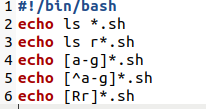 1 #!/bin/bash
2 echo ls *.sh
3 echo ls r*.sh
4 echo [a-g]*.sh
5 echo [^a-g]*.sh
6 echo [Rr]*.sh